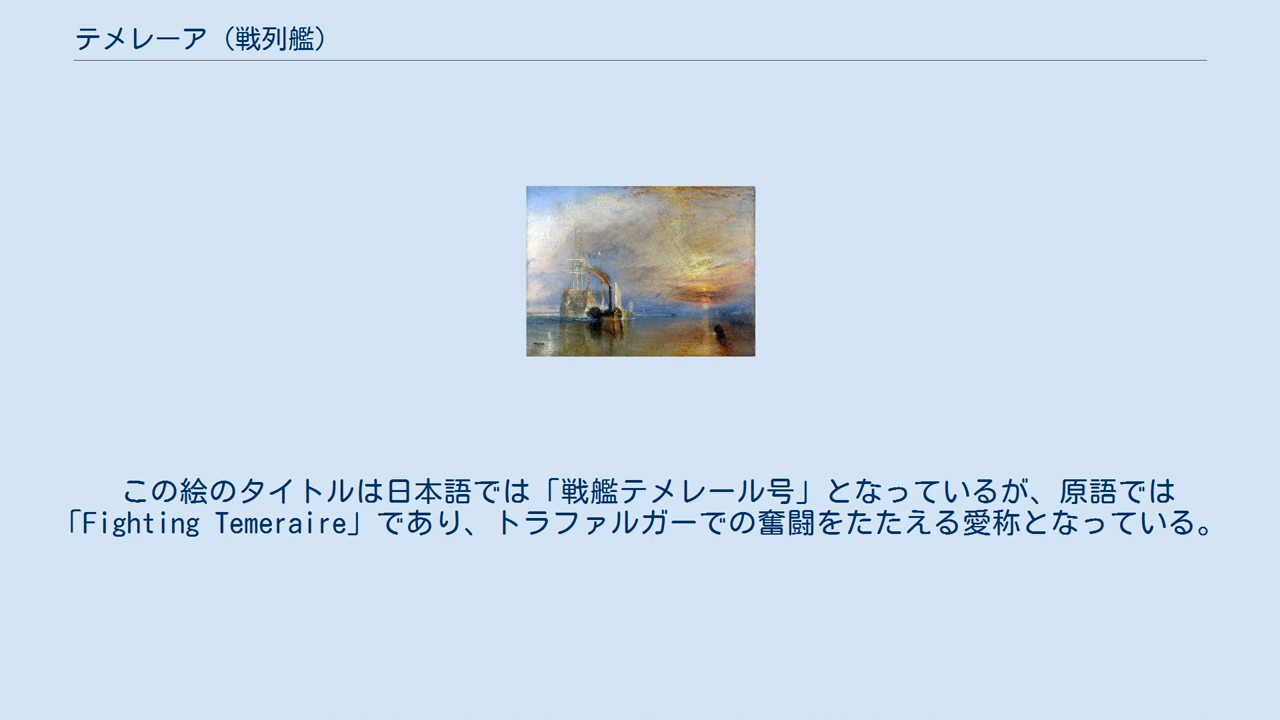 テメレーア（戦列艦）
この絵のタイトルは日本語では「戦艦テメレール号」となっているが、原語では
「Fighting Temeraire」であり、トラファルガーでの奮闘をたたえる愛称となっている。